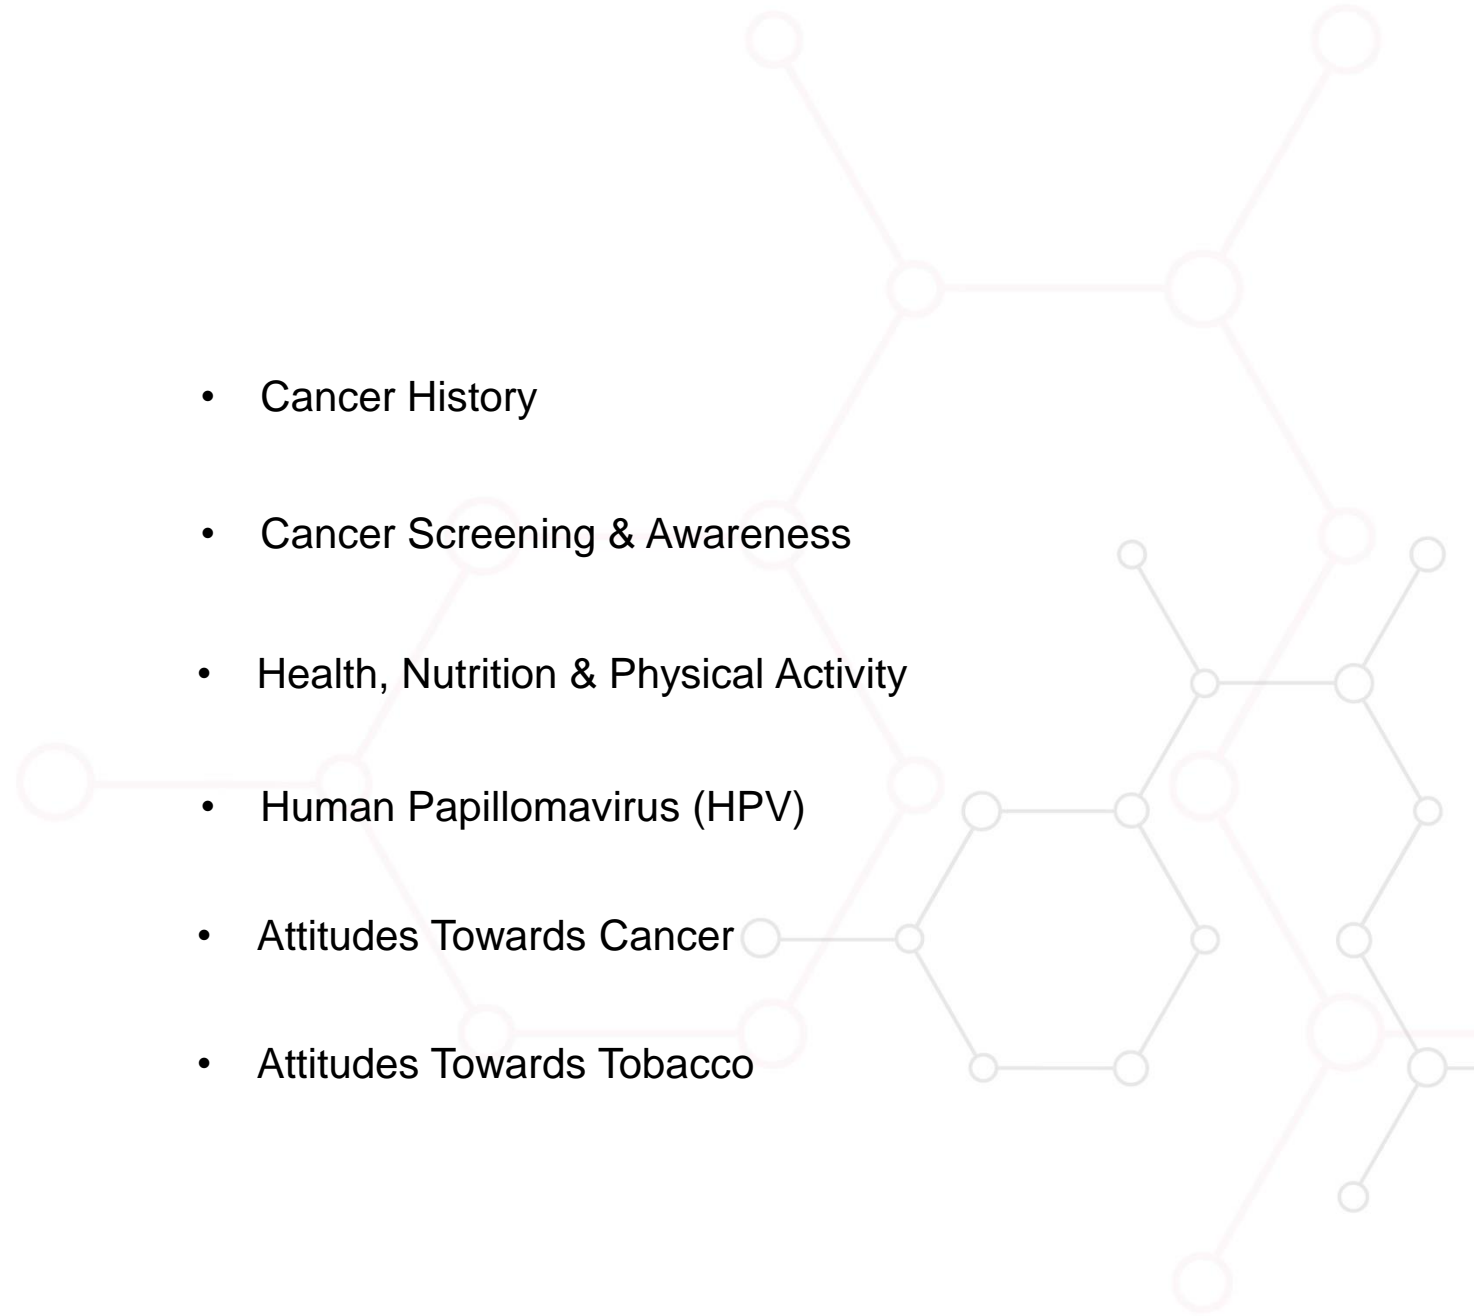 • Cancer History
• Cancer Screening & Awareness
• Health, Nutrition & Physical Activity
• Human Papillomavirus (HPV)
• Attitudes Towards Cancer
• Attitudes Towards Tobacco